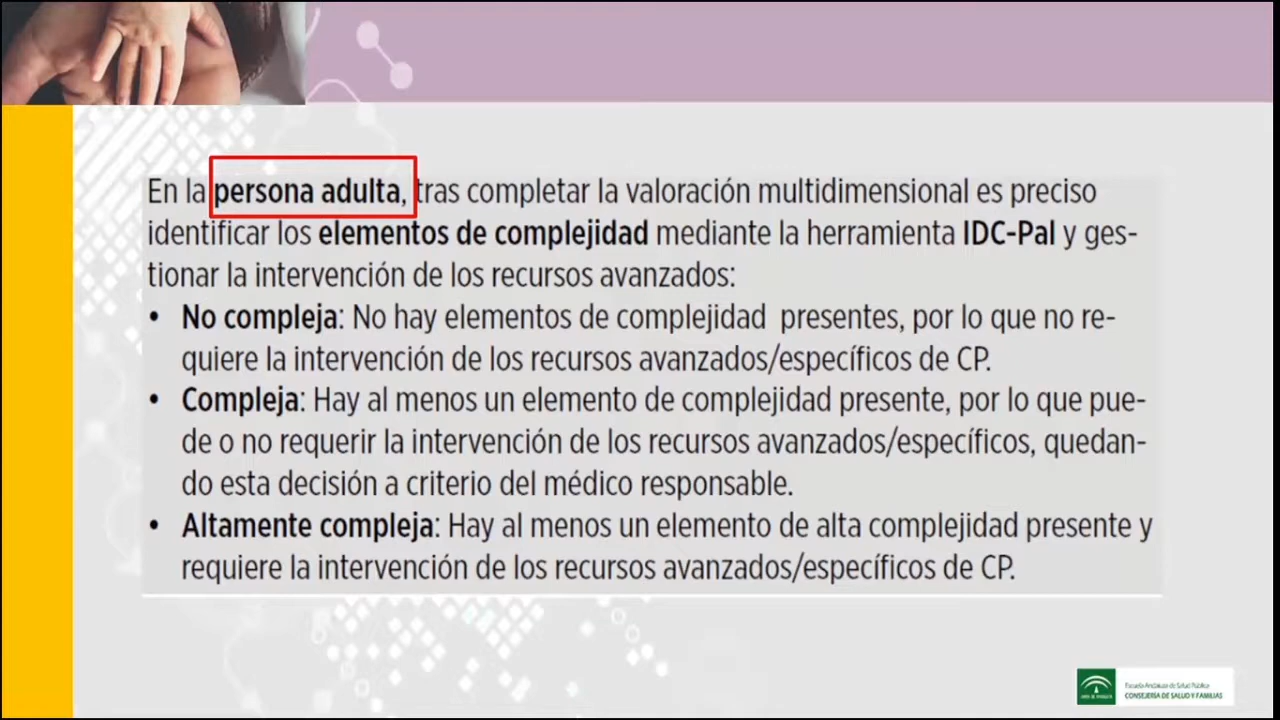 En la persona adulta, tras completar la valoración multidimensional es preciso
identificar los elementos de complejidad mediante la herramienta IDC-Pal y ges-
tionar la intervención de los recursos avanzados:
• No compleja: No hay elementos de complejidad presentes, por lo que no re-
quiere la intervención de los recursos avanzados/específicos de CP.
• Compleja: Hay al menos un elemento de complejidad presente, por lo que pue-
de o no requerir la intervención de los recursos avanzados/específicos, quedan-
do esta decisión a criterio del médico responsable.
• Altamente compleja: Hay al menos un elemento de alta complejidad presente y
requiere la intervención de los recursos avanzados/específicos de CP.
Escuela Andaluza de Salud Pública
CONSEJERÍA DE SALUD Y FAMILIAS